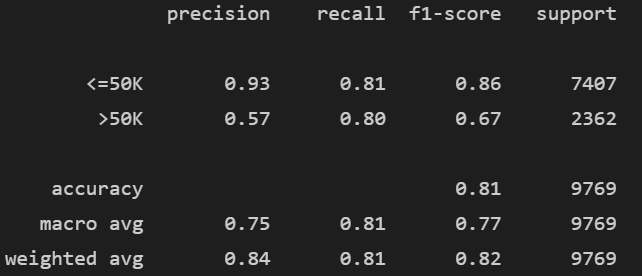 precision recall f1-score support
<=50K 0.93 0.81 0.86 7407
>50K 0.57 0.80 0.67 2362
accuracy 0.81 9769
macro avg 0.75 0.81 0.77 9769
weighted avg 0.84 0.81 0.82 9769